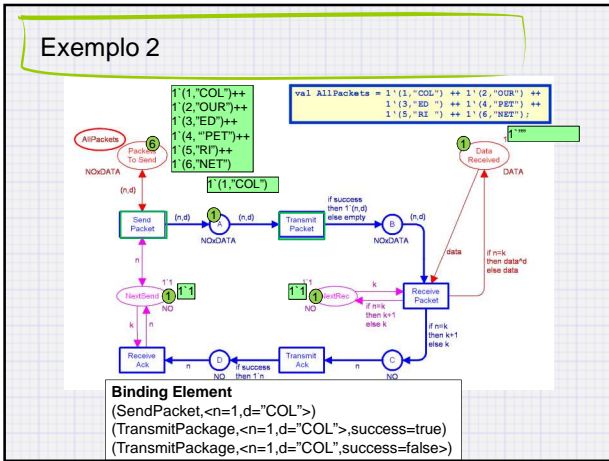 Exemplo 2
1`(1,"COL")++
1`(2,"OUR")++
1`(3,"ED")++
1`(4, "'PET")++
1`(5,"RI")++
1`(6,"NET")
val AllPackets = 1`(1,"COL") ++ 1`(2,"OUR") ++
1`(3,"ED ") ++ 1`(4,"PET") ++
1`(5,"RI ") ++ 1`(6,"NET");
AllPackets
Packets
To Send
6
NOxDATA
1`(1,"COL")
1`""
1
Data
Received
DATA
(n,d)
Send
Packet
(n,d)
1
A
NOxDATA
(n,d)
Transmit
Packet
if success
then 1`(n,d)
else empty
B
NOxDATA
(n,d)
data
if n=k
then data^d
else data
n
1`1
NextSend
1
1`1
NO
1`1
1`1
NextRec
1
NO
k
if n=k
then k+1
else k
Receive
Packet
k
n
if n=k
then k+1
else k
Receive
Ack
n
D
NO
if success
then 1`n
Transmit
Ack
n
C
NO
Binding Element
(SendPacket,<n=1,d="COL">)
(TransmitPackage,<n=1,d="COL">,success=true)
(TransmitPackage,<n=1,d="COL",success=false>)